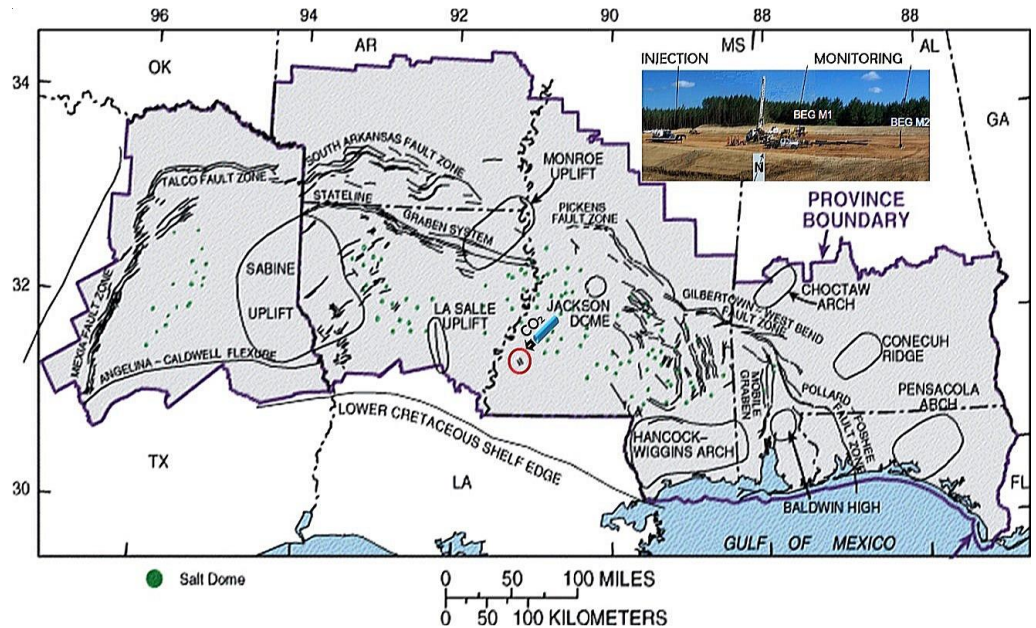 96
94
92
90
88
88
OK
AR
MS
AL
GA
34
32
30
INJECTION
MONITORING
BEG M1
BEG M2
N
SOUTH ARKANSAS FAULT ZONE
TALCO FAULT ZONE
STATELINE
GRABEN SYSTEM
MONROE
UPLIFT
PICKENS
FAULT ZONE
PROVINCE
BOUNDARY
SABINE
UPLIFT
MEXIA FAULT ZONE
LA SALLE
UPLIFT
CO2
JACKSON
DOME
GILBERTOWN - WEST BEND
FAULT ZONE
CHOCTAW
ARCH
CONECUH
RIDGE
ANGELINA - CALDWELL FLEXURE
MOBILE
GRABEN
POLLARD
FOSHEE
FAULT ZONE
PENSACOLA
ARCH
LOWER CRETACEOUS SHELF EDGE
HANCOCK-
WIGGINS ARCH
TX
LA
FL
BALDWIN HIGH
GULF OF MEXICO
Salt Dome
0 50 100 MILES
0 50 100 KILOMETERS